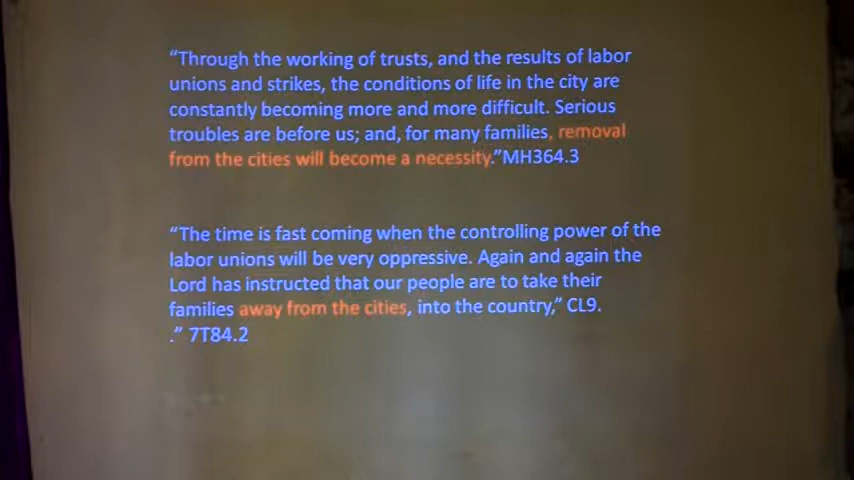 “Through the working of trusts, and the results of labor
unions and strikes, the conditions of life in the city are
constantly becoming more and more difficult. Serious
troubles are before us; and, for many families, removal
from the cities will become a necessity.”MH364.3
“The time is fast coming when the controlling power of the
labor unions will be very oppressive. Again and again the
Lord has instructed that our people are to take their
families away from the cities, into the country,” CL9.
.” 7T84.2